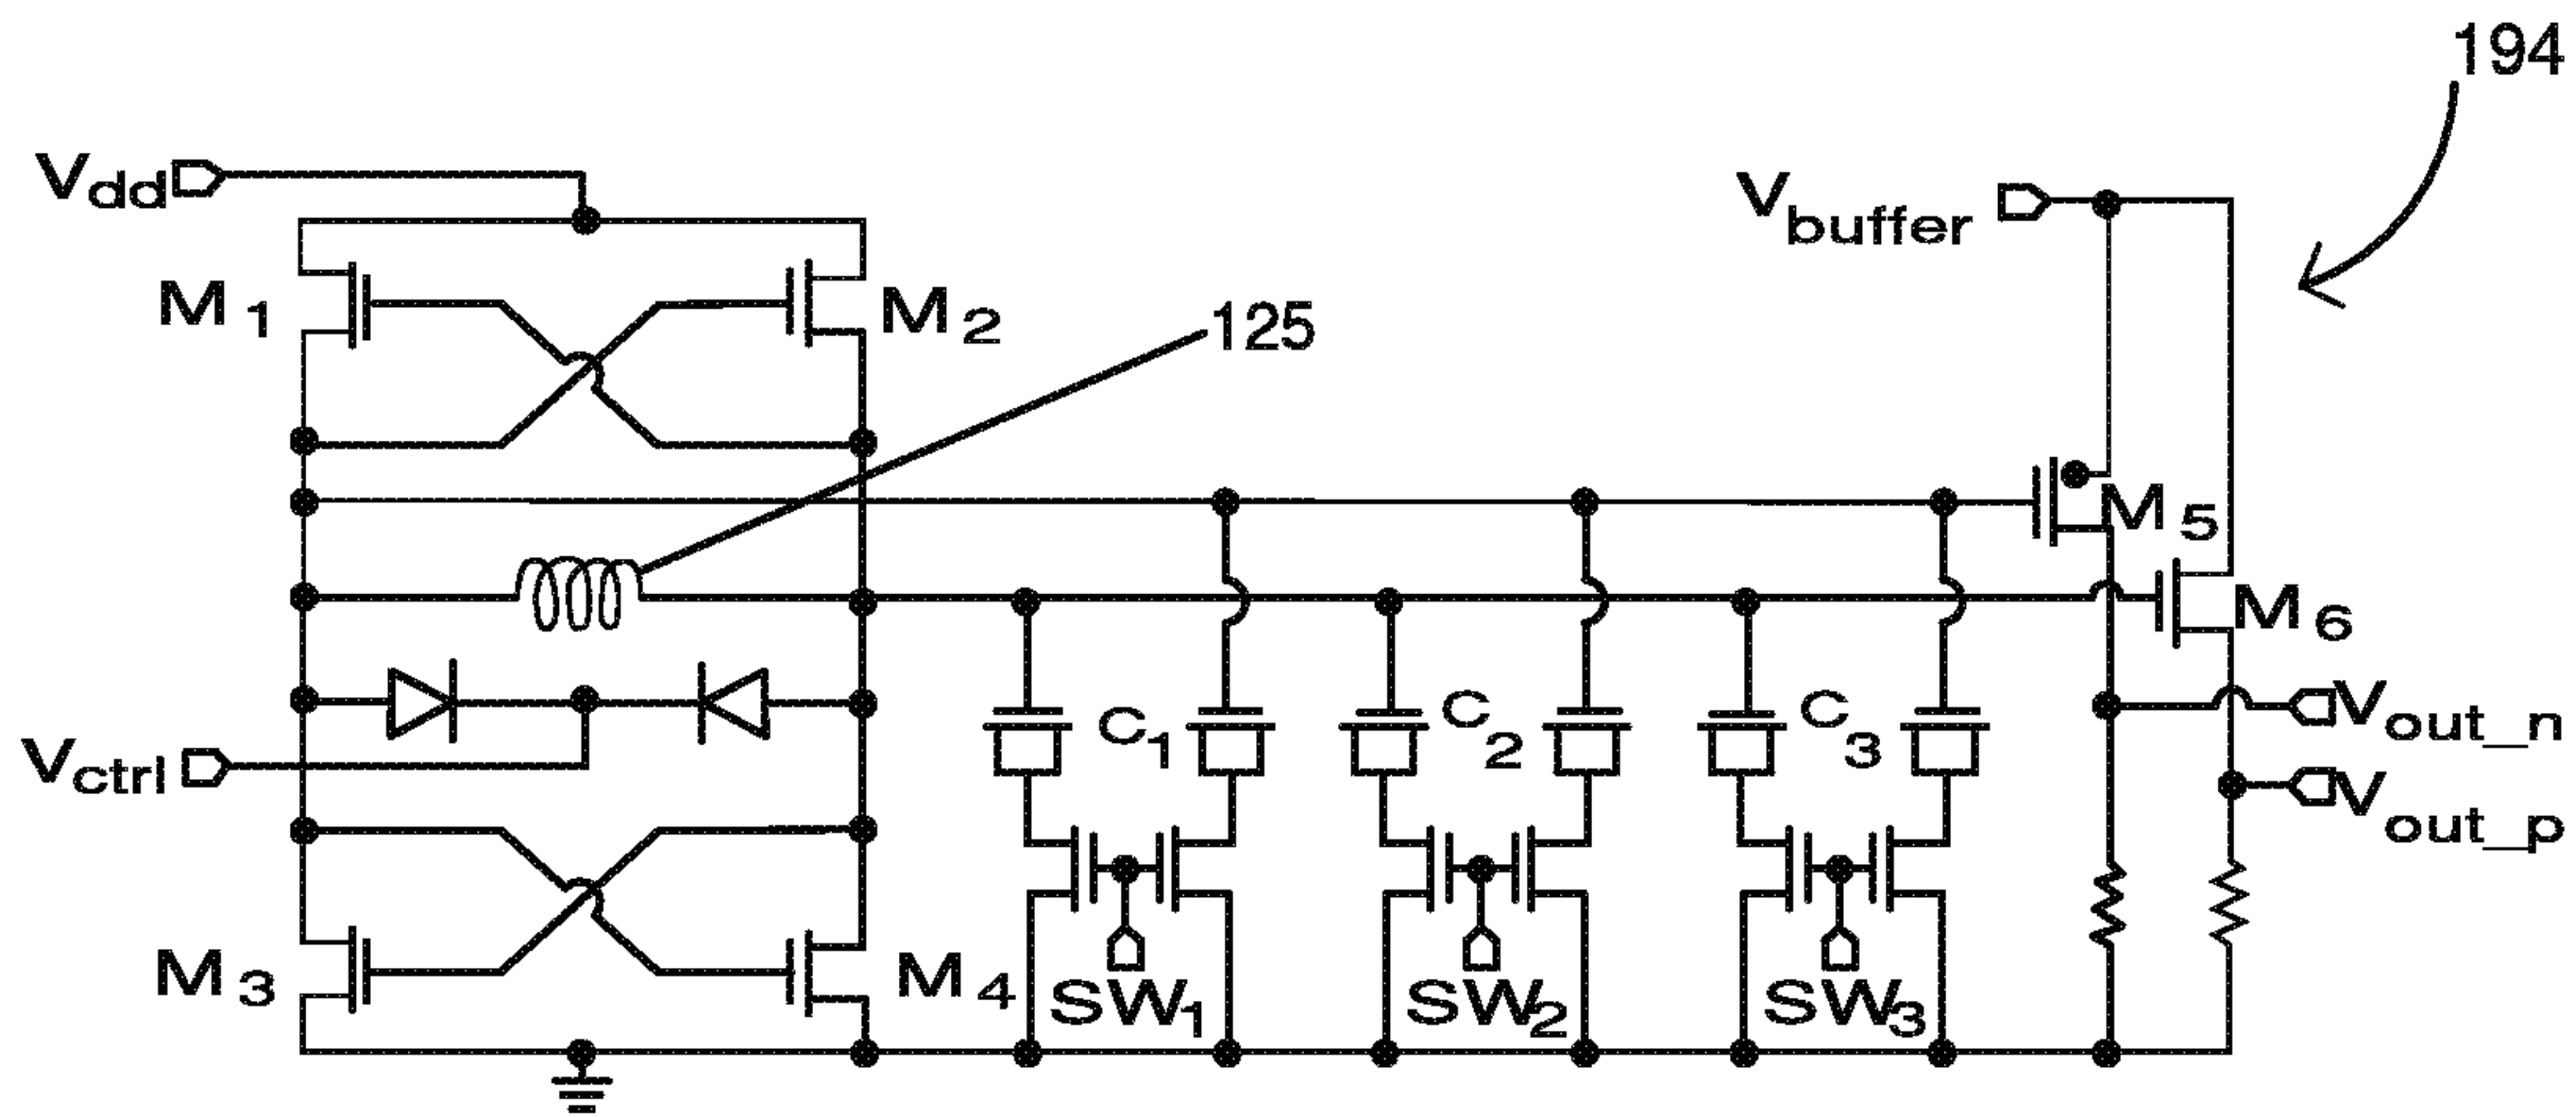 194
Vdd
Vbuffer
M1
M2
125
M5
M6
Vout_n
C1
C2
C3
Vctrl
Vout_p
M3
M4
SW1
SW2
SW3